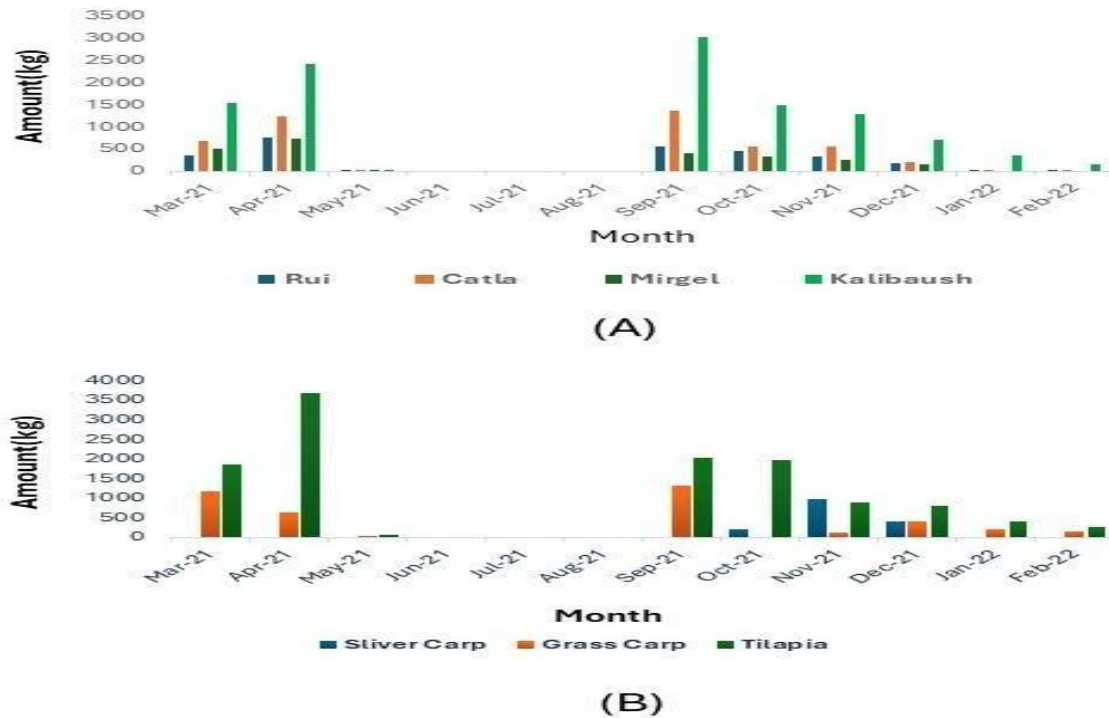 3500
3000
2500
2000
1500
1000
500
0
Amount(kg)
Mar-21 Apr-21 May-21 Jun-21 Jul-21 Aug-21 Sep-21 Oct-21 Nov-21 Dec-21 Jan-22 Feb-22
Month
Rui Catla Mirgel Kalibaush
(A)
4000
3500
3000
2500
2000
1500
1000
500
0
Amount(kg)
Mar-21 Apr-21 May-21 Jun-21 Jul-21 Aug-21 Sep-21 Oct-21 Nov-21 Dec-21 Jan-22 Feb-22
Month
Sliver Carp Grass Carp Tilapia
(B)